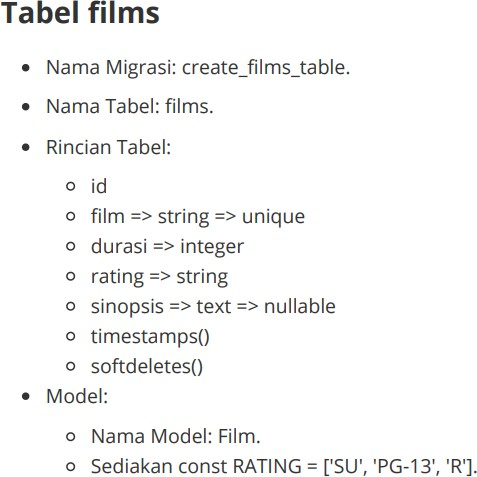 Tabel films
• Nama Migrasi: create_films_table.
• Nama Tabel: films.
• Rincian Tabel:
○ id
○ film => string => unique
○ durasi => integer
○ rating => string
○ sinopsis => text => nullable
○ timestamps()
○ softdeletes()
• Model:
○ Nama Model: Film.
○ Sediakan const RATING = ['SU', 'PG-13', 'R'].